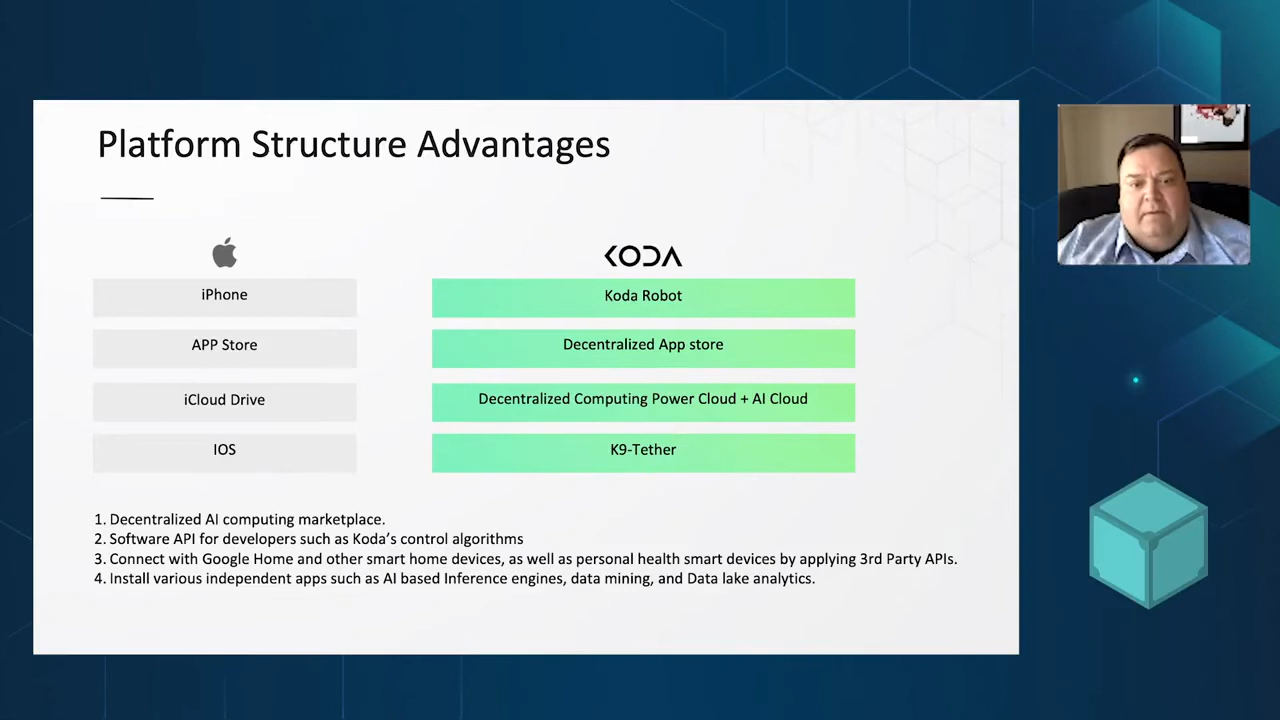 Platform Structure Advantages
KODA
iPhone
Koda Robot
APP Store
Decentralized App store
iCloud Drive
Decentralized Computing Power Cloud + AI Cloud
IOS
K9-Tether
1. Decentralized AI computing marketplace.
2. Software API for developers such as Koda's control algorithms
3. Connect with Google Home and other smart home devices, as well as personal health smart devices by applying 3rd Party APIs.
4. Install various independent apps such as AI based Inference engines, data mining, and Data lake analytics.